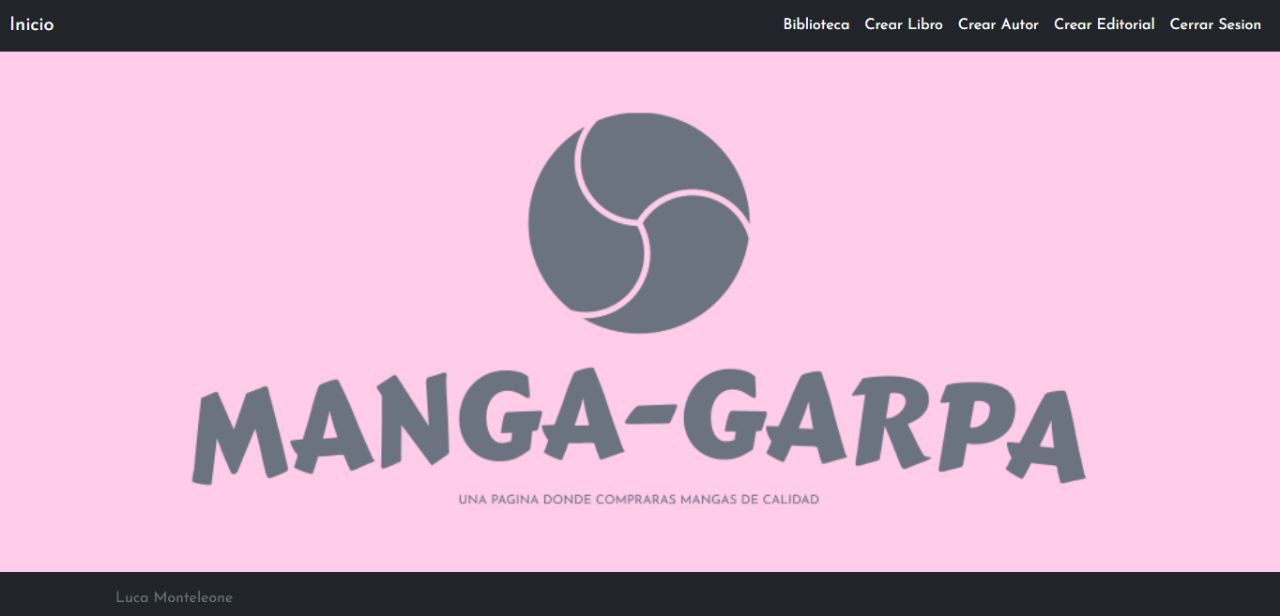 Inicio Biblioteca Crear Libro Crear Autor Crear Editorial Cerrar Sesion
MANGA-GARPA
UNA PAGINA DONDE COMPRARAS MANGAS DE CALIDAD
Luca Monteleone